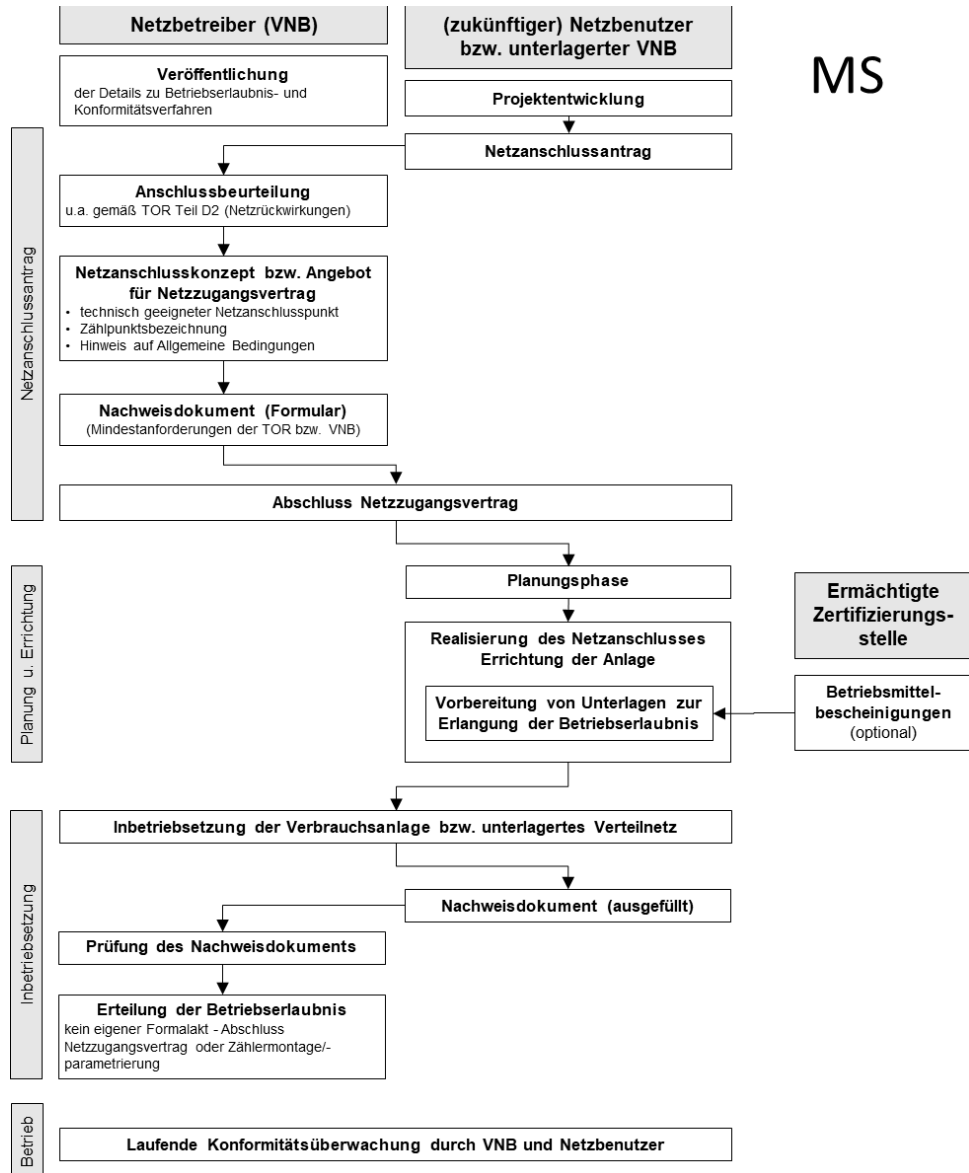 Netzbetreiber (VNB)
(zukünftiger) Netzbenutzer
bzw. unterlagerter VNB
MS
Veröffentlichung
der Details zu Betriebserlaubnis- und
Konformitätsverfahren
Projektentwicklung
Netzanschlussantrag
Netzanschlussantrag
Anschlussbeurteilung
u.a. gemäß TOR Teil D2 (Netzrückwirkungen)
Netzanschlusskonzept bzw. Angebot
für Netzzugangsvertrag
• technisch geeigneter Netzanschlusspunkt
• Zählpunktsbezeichnung
• Hinweis auf Allgemeine Bedingungen
Nachweisdokument (Formular)
(Mindestanforderungen der TOR bzw. VNB)
Abschluss Netzzugangsvertrag
Planung u. Errichtung
Planungsphase
Realisierung des Netzanschlusses
Errichtung der Anlage
Vorbereitung von Unterlagen zur
Erlangung der Betriebserlaubnis
Ermächtigte
Zertifizierungs-
stelle
Betriebsmittel-
bescheinigungen
(optional)
Inbetriebsetzung
Inbetriebsetzung der Verbrauchsanlage bzw. unterlagertes Verteilnetz
Nachweisdokument (ausgefüllt)
Prüfung des Nachweisdokuments
Erteilung der Betriebserlaubnis
kein eigener Formalakt - Abschluss
Netzzugangsvertrag oder Zählermontage/-
parametrierung
Betrieb
Laufende Konformitätsüberwachung durch VNB und Netzbenutzer